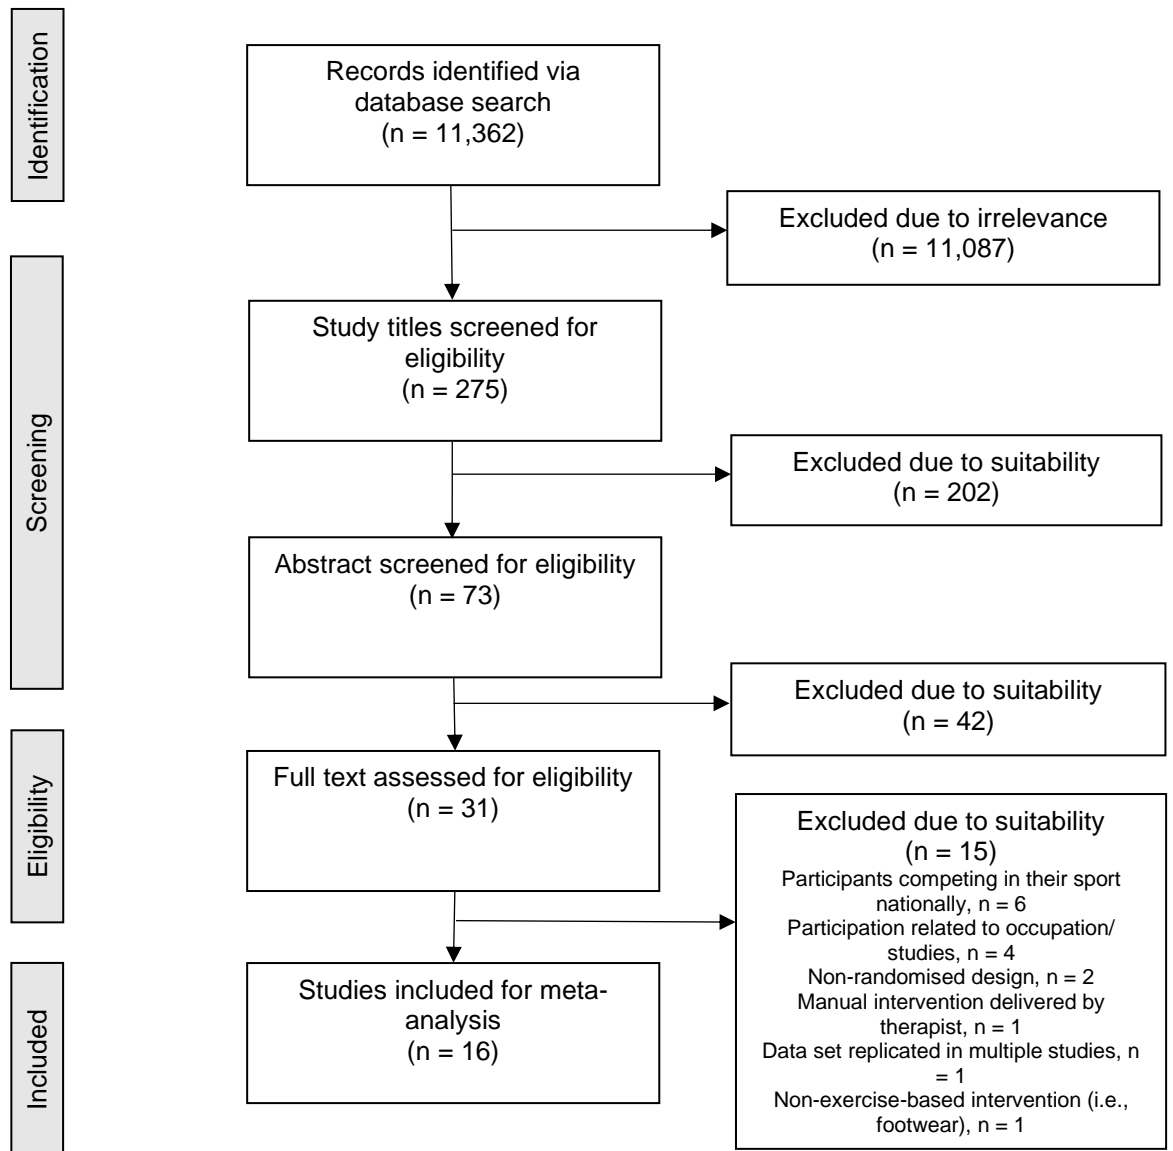 Identification
Records identified via
database search
(n = 11,362)
Excluded due to irrelevance
(n = 11,087)
Screening
Study titles screened for
eligibility
(n = 275)
Excluded due to suitability
(n = 202)
Abstract screened for eligibility
(n = 73)
Excluded due to suitability
(n = 42)
Eligibility
Full text assessed for eligibility
(n = 31)
Excluded due to suitability
(n = 15)
Participants competing in their sport
nationally, n = 6
Participation related to occupation/
studies, n = 4
Non-randomised design, n = 2
Manual intervention delivered by
therapist, n = 1
Data set replicated in multiple studies, n
= 1
Non-exercise-based intervention (i.e.,
footwear), n = 1
Included
Studies included for meta-
analysis
(n = 16)